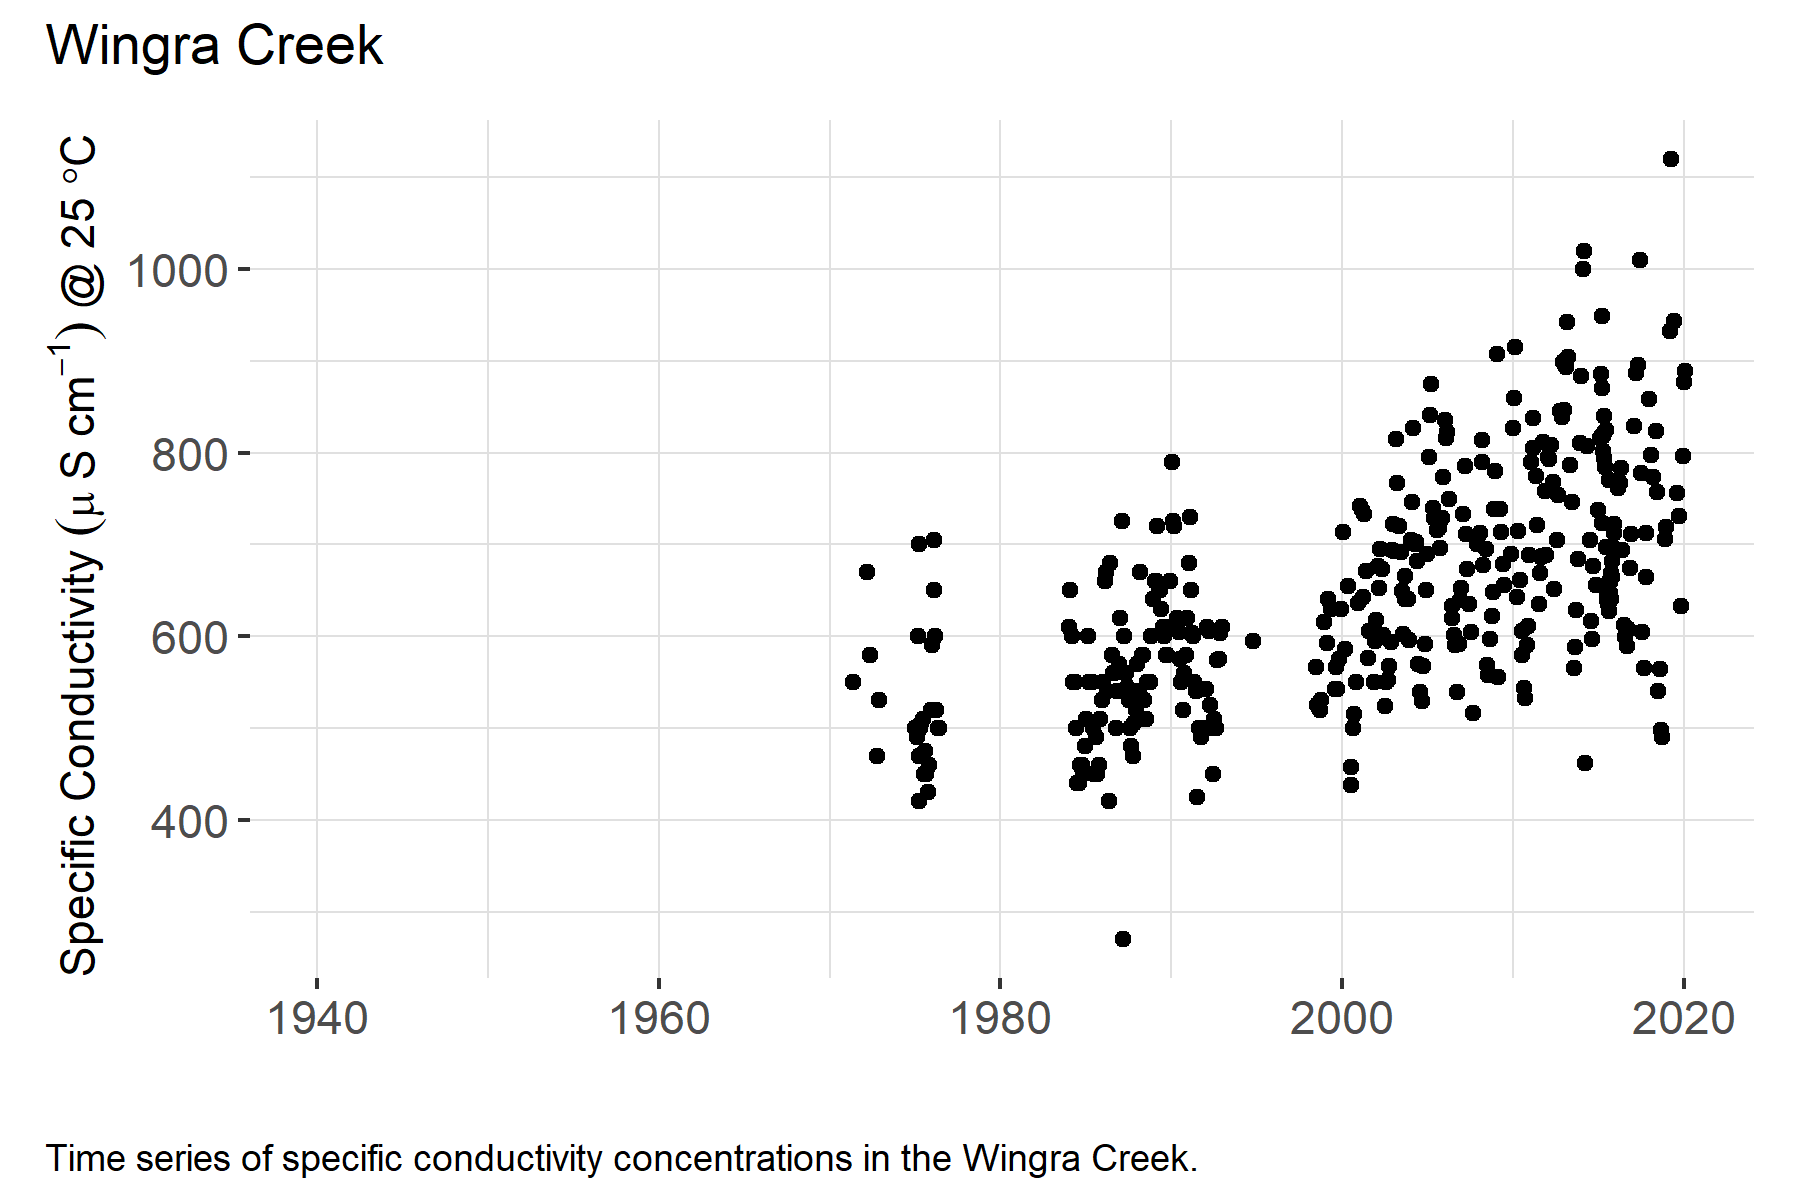 Wingra Creek
Specific Conductivity (μ S cm⁻¹) @ 25 °C
1000
800
600
400
1940 1960 1980 2000 2020
Time series of specific conductivity concentrations in the Wingra Creek.